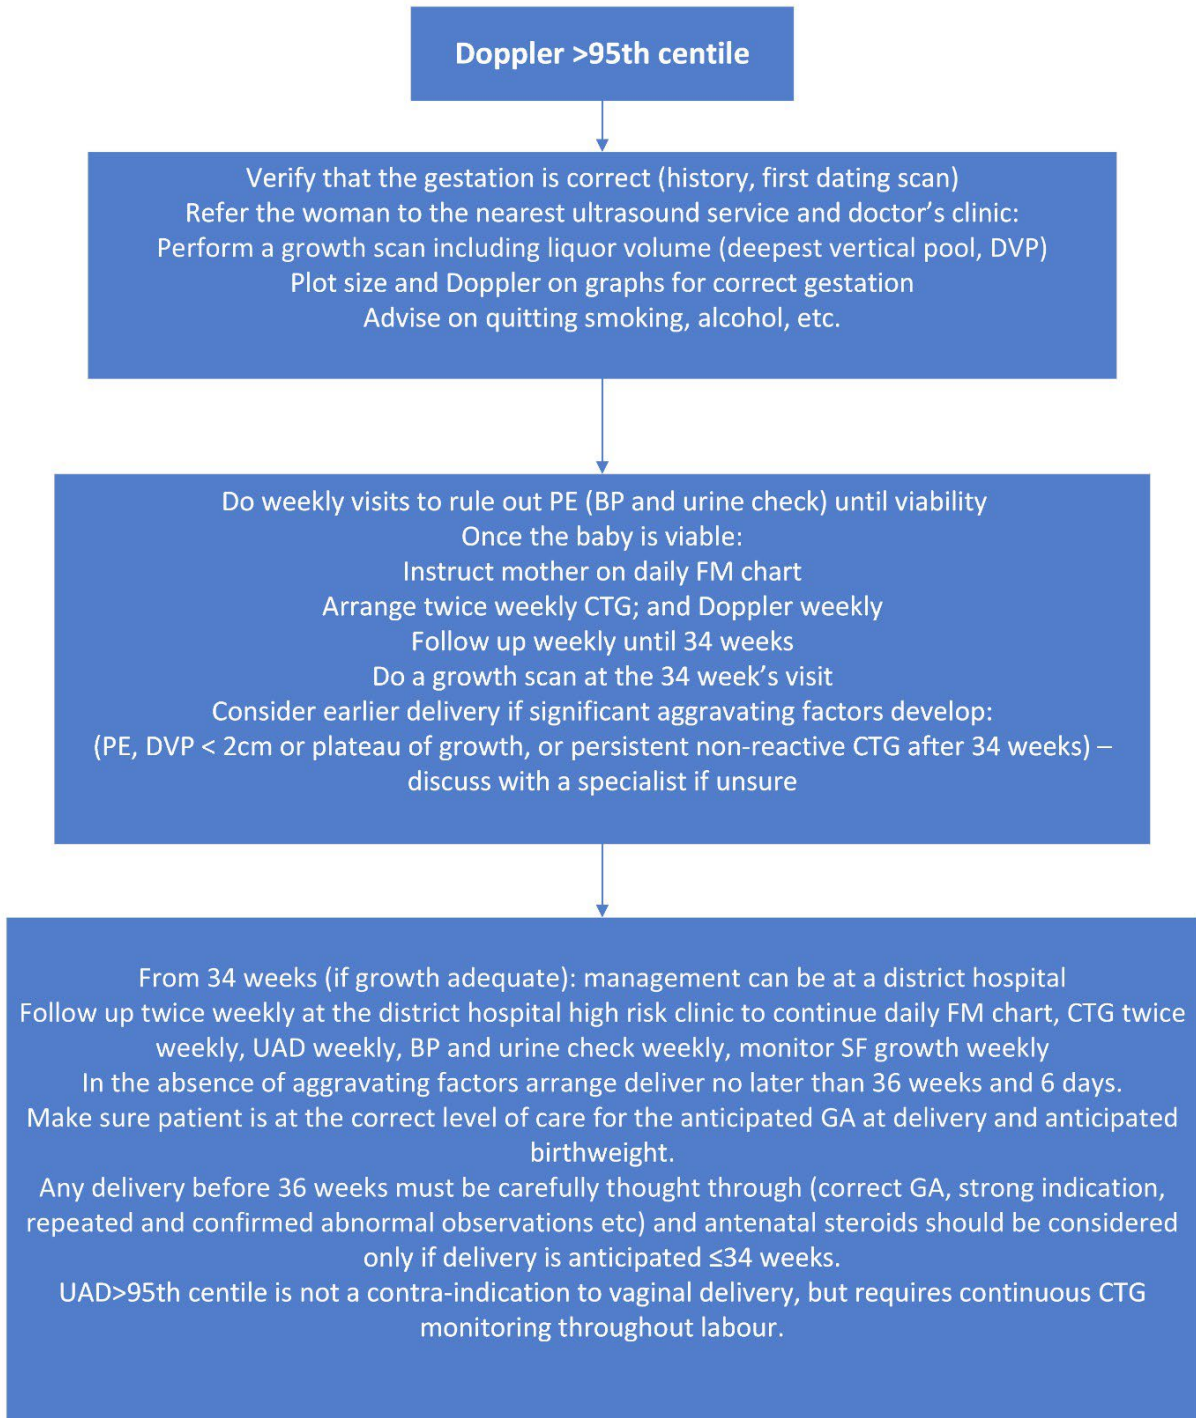 Doppler >95th centile
Verify that the gestation is correct (history, first dating scan)
Refer the woman to the nearest ultrasound service and doctor’s clinic:
Perform a growth scan including liquor volume (deepest vertical pool, DVP)
Plot size and Doppler on graphs for correct gestation
Advise on quitting smoking, alcohol, etc.
Do weekly visits to rule out PE (BP and urine check) until viability
Once the baby is viable:
Instruct mother on daily FM chart
Arrange twice weekly CTG; and Doppler weekly
Follow up weekly until 34 weeks
Do a growth scan at the 34 week’s visit
Consider earlier delivery if significant aggravating factors develop:
(PE, DVP < 2cm or plateau of growth, or persistent non-reactive CTG after 34 weeks) –
discuss with a specialist if unsure
From 34 weeks (if growth adequate): management can be at a district hospital
Follow up twice weekly at the district hospital high risk clinic to continue daily FM chart, CTG twice
weekly, UAD weekly, BP and urine check weekly, monitor SF growth weekly
In the absence of aggravating factors arrange deliver no later than 36 weeks and 6 days.
Make sure patient is at the correct level of care for the anticipated GA at delivery and anticipated
birthweight.
Any delivery before 36 weeks must be carefully thought through (correct GA, strong indication,
repeated and confirmed abnormal observations etc) and antenatal steroids should be considered
only if delivery is anticipated ≤34 weeks.
UAD>95th centile is not a contra-indication to vaginal delivery, but requires continuous CTG
monitoring throughout labour.